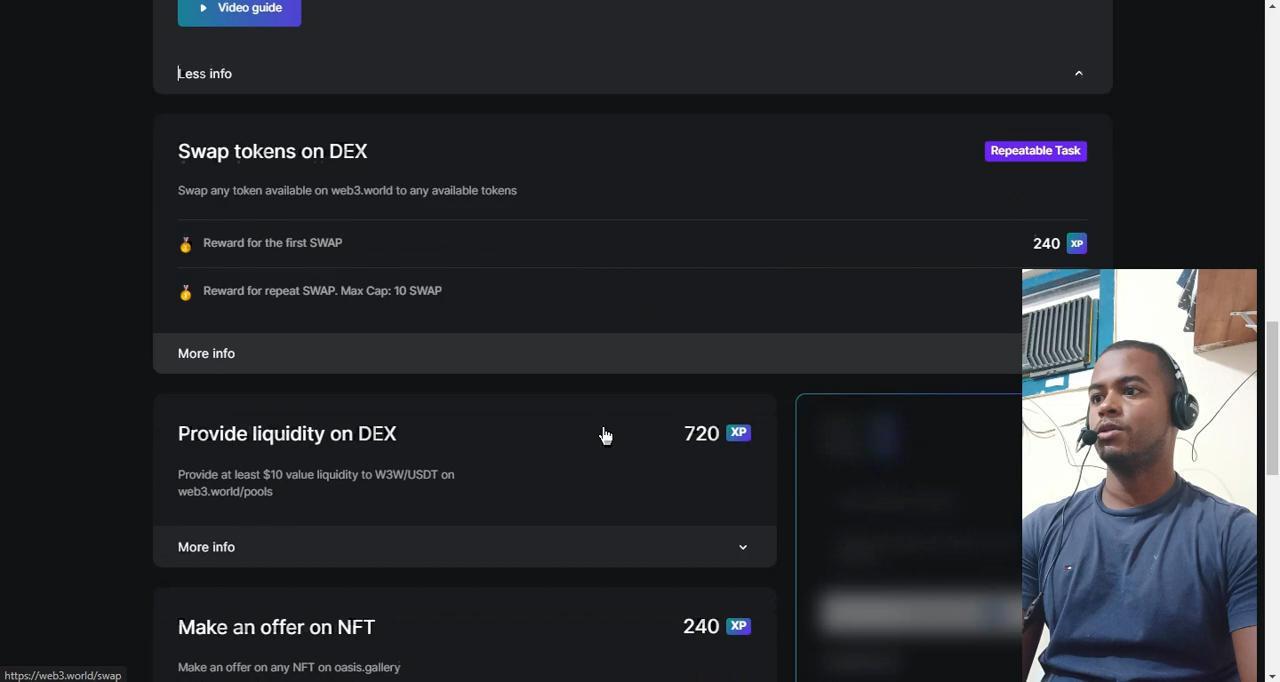 Video guide
Less info
Swap tokens on DEX
Repeatable Task
Swap any token available on web3.world to any available tokens
Reward for the first SWAP
240 XP
Reward for repeat SWAP. Max Cap: 10 SWAP
More info
Provide liquidity on DEX
720 XP
Provide at least $10 value liquidity to W3W/USDT on
web3.world/pools
More info
Make an offer on NFT
240 XP
Make an offer on any NFT on oasis.gallery
https://web3.world/swap